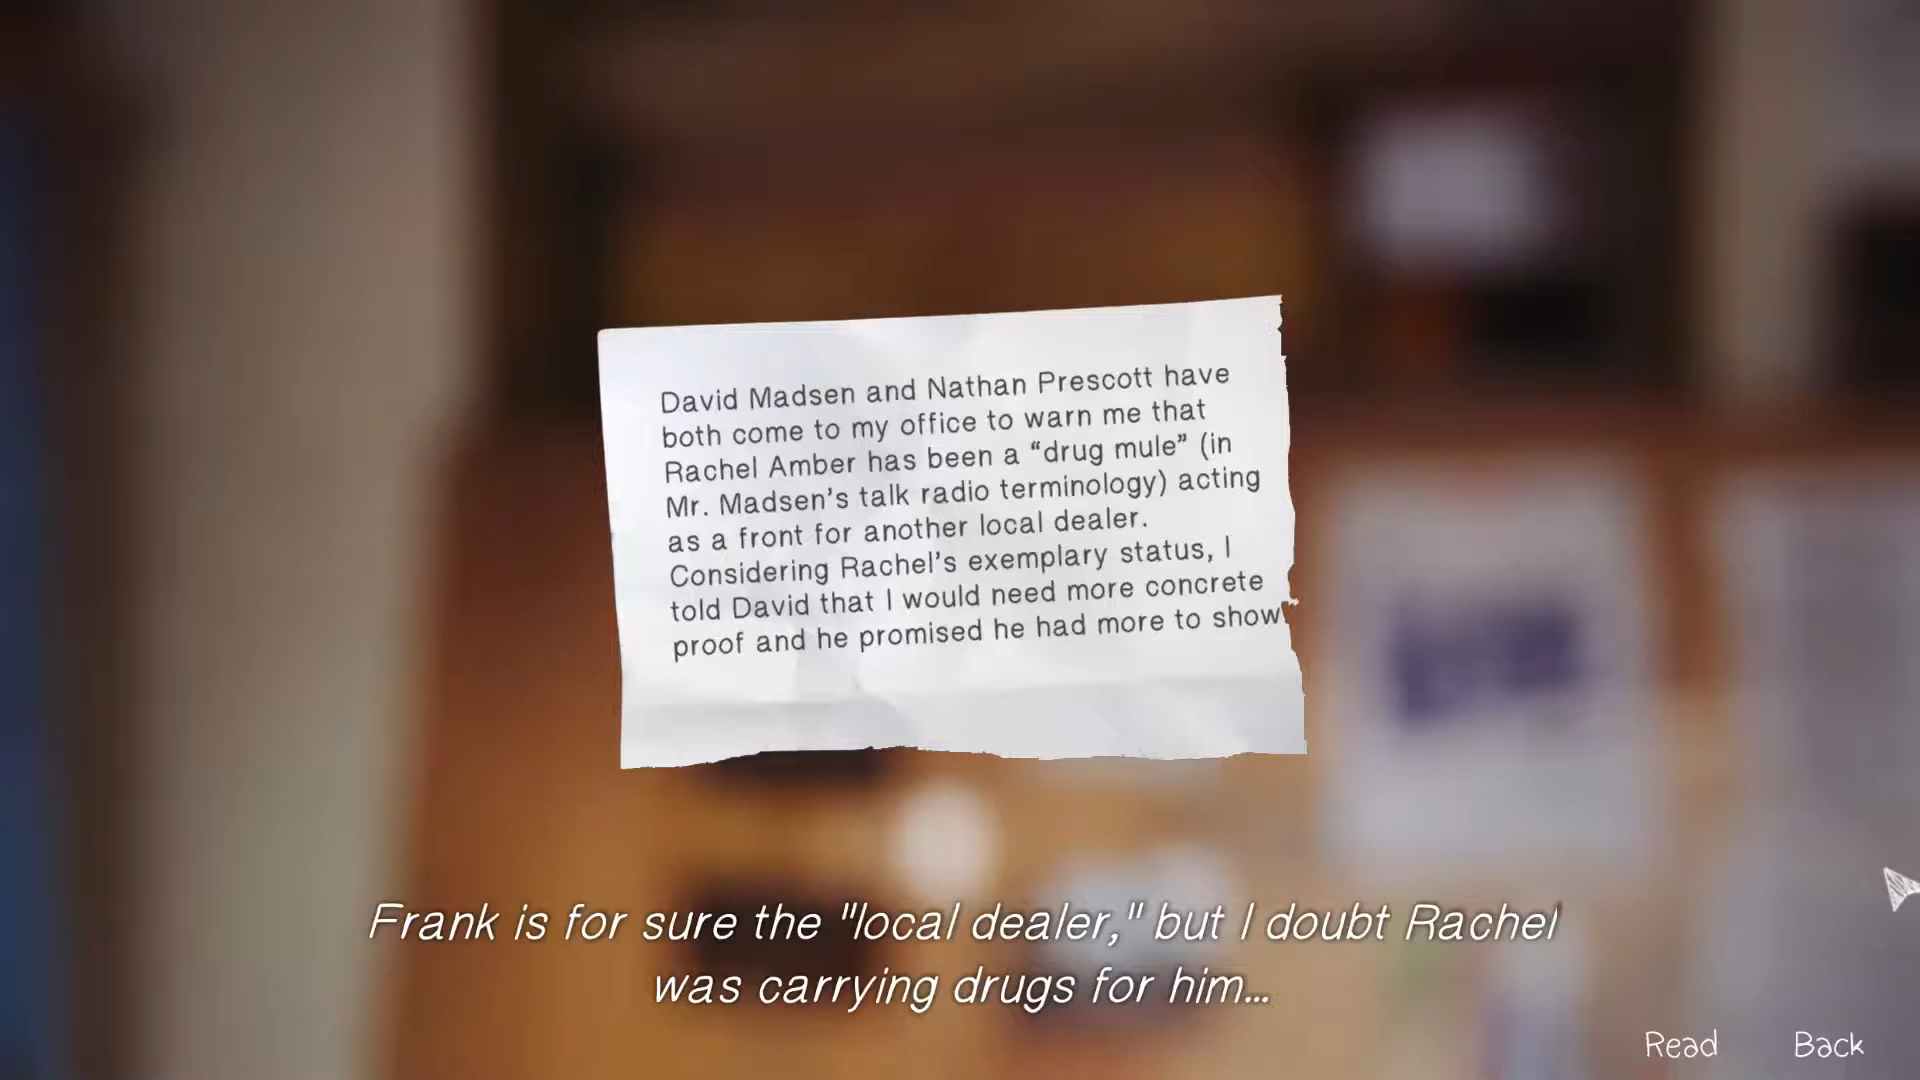 David Madsen and Nathan Prescott have
both come to my office to warn me that
Rachel Amber has been a “drug mule” (in
Mr. Madsen’s talk radio terminology) acting
as a front for another local dealer.
Considering Rachel’s exemplary status, I
told David that I would need more concrete
proof and he promised he had more to show
Frank is for sure the "local dealer," but I doubt Rachel
was carrying drugs for him...
Read Back